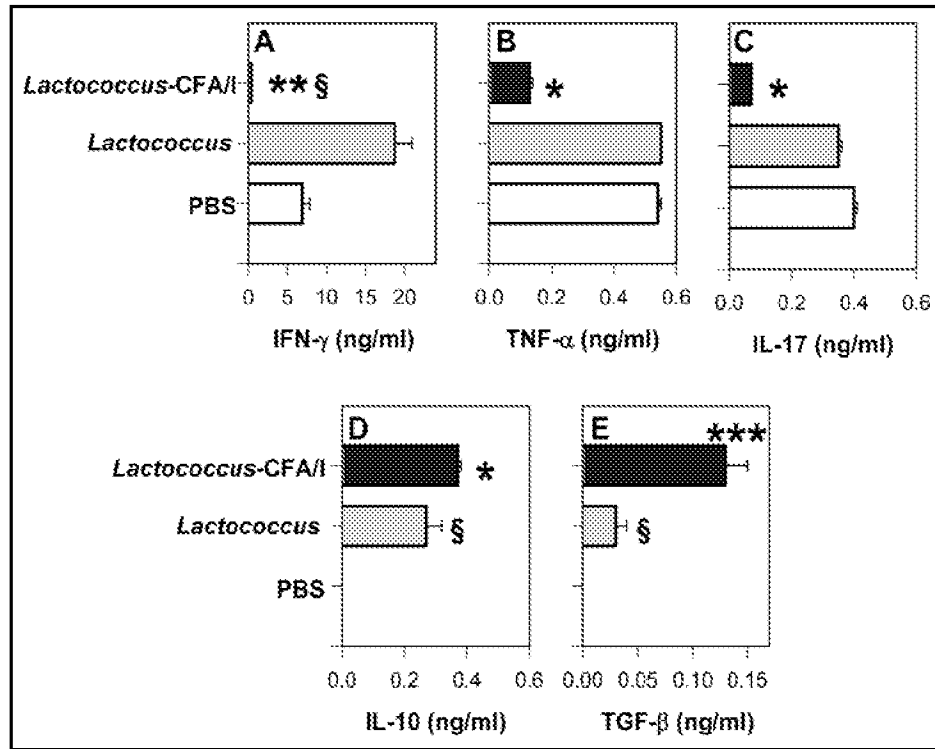 A
B
C
Lactococcus-CFA/I
** §
*
*
Lactococcus
PBS
0 5 10 15 20
0.0 0.2 0.4 0.6
0.0 0.2 0.4 0.6
IFN-γ (ng/ml)
TNF-α (ng/ml)
IL-17 (ng/ml)
D
E
Lactococcus-CFA/I
*
***
Lactococcus
§
§
PBS
0.0 0.2 0.4 0.6
0.00 0.05 0.10 0.15
IL-10 (ng/ml)
TGF-β (ng/ml)